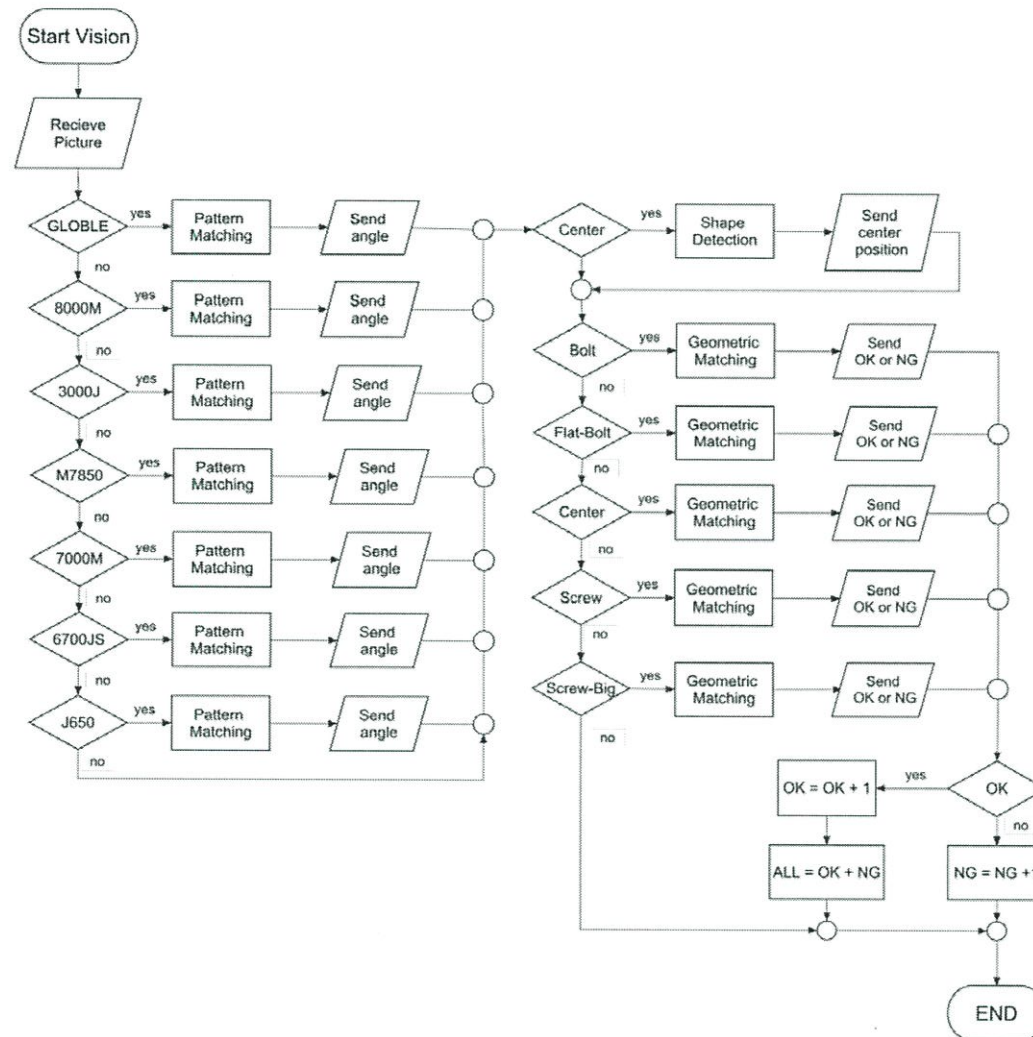 Start Vision
Recieve
Picture
GLOBLE
yes
Pattern
Matching
Send
angle
no
8000M
yes
Pattern
Matching
Send
angle
no
3000J
yes
Pattern
Matching
Send
angle
no
M7850
yes
Pattern
Matching
Send
angle
no
7000M
yes
Pattern
Matching
Send
angle
no
6700JS
yes
Pattern
Matching
Send
angle
no
J650
yes
Pattern
Matching
Send
angle
no
Center
yes
Shape
Detection
Send
center
position
Bolt
yes
Geometric
Matching
Send
OK or NG
no
Flat-Bolt
yes
Geometric
Matching
Send
OK or NG
no
Center
yes
Geometric
Matching
Send
OK or NG
no
Screw
yes
Geometric
Matching
Send
OK or NG
no
Screw-Big
yes
Geometric
Matching
Send
OK or NG
no
OK
yes
OK = OK + 1
no
ALL = OK + NG
NG = NG +
END